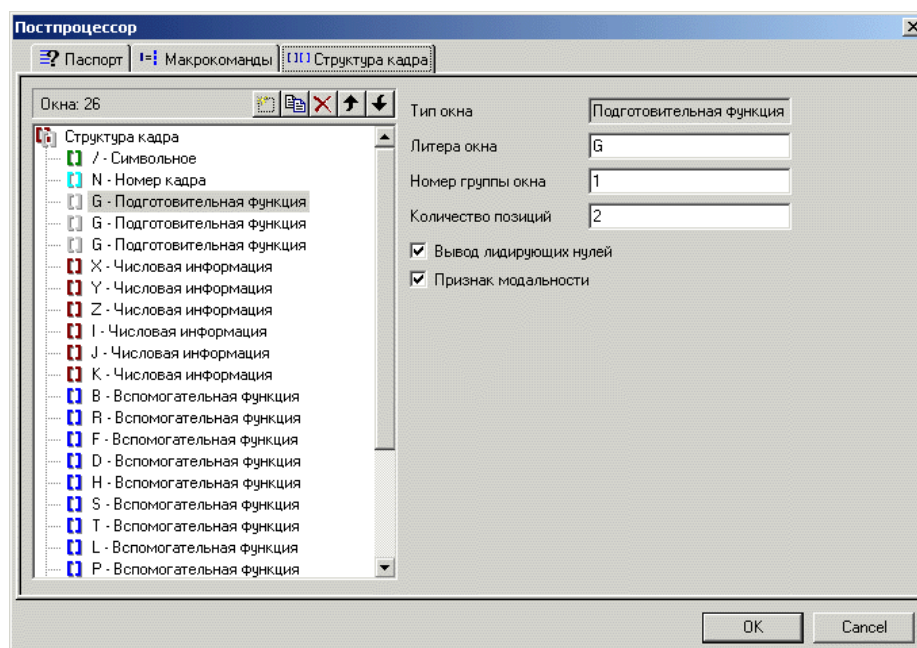 Постпроцессор
Паспорт
Макрокоманды
Структура кадра
Окна: 26
Структура кадра
/ - Символьное
N - Номер кадра
G - Подготовительная функция
G - Подготовительная функция
G - Подготовительная функция
X - Числовая информация
Y - Числовая информация
Z - Числовая информация
I - Числовая информация
J - Числовая информация
K - Числовая информация
B - Вспомогательная функция
R - Вспомогательная функция
F - Вспомогательная функция
D - Вспомогательная функция
H - Вспомогательная функция
S - Вспомогательная функция
T - Вспомогательная функция
L - Вспомогательная функция
P - Вспомогательная функция
Тип окна
Подготовительная функция
Литера окна
G
Номер группы окна
1
Количество позиций
2
Вывод лидирующих нулей
Признак модальности
OK
Cancel